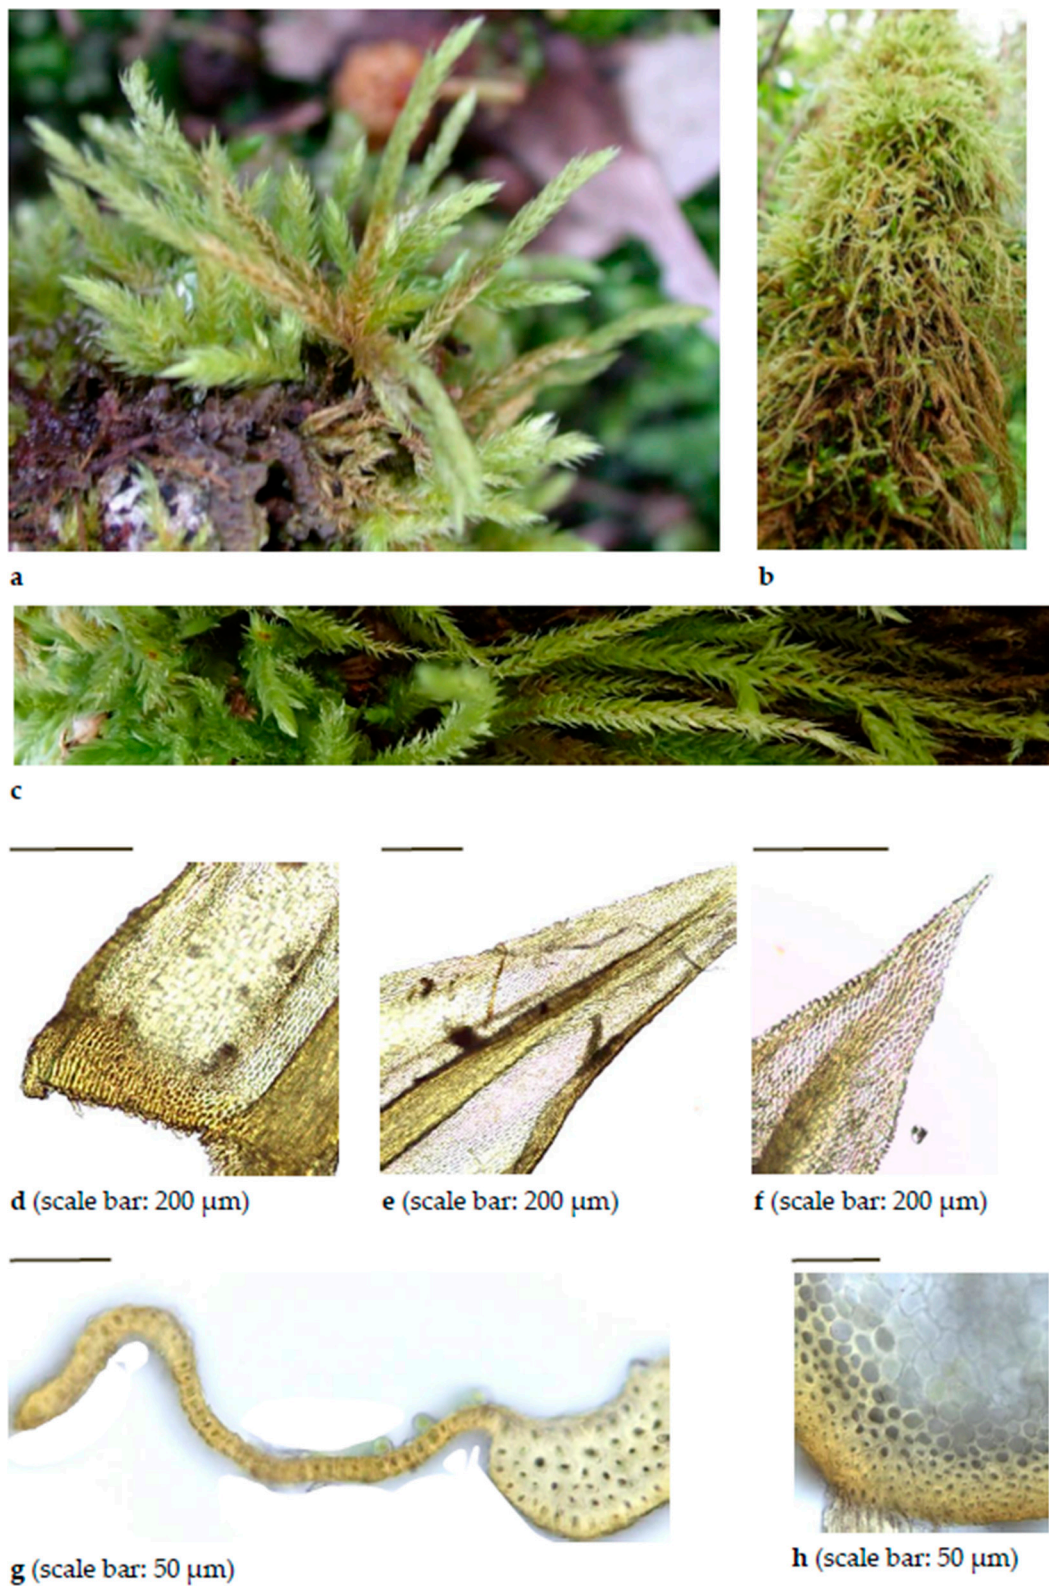 a
b
c
d (scale bar: 200 μm)
e (scale bar: 200 μm)
f (scale bar: 200 μm)
g (scale bar: 50 μm)
h (scale bar: 50 μm)